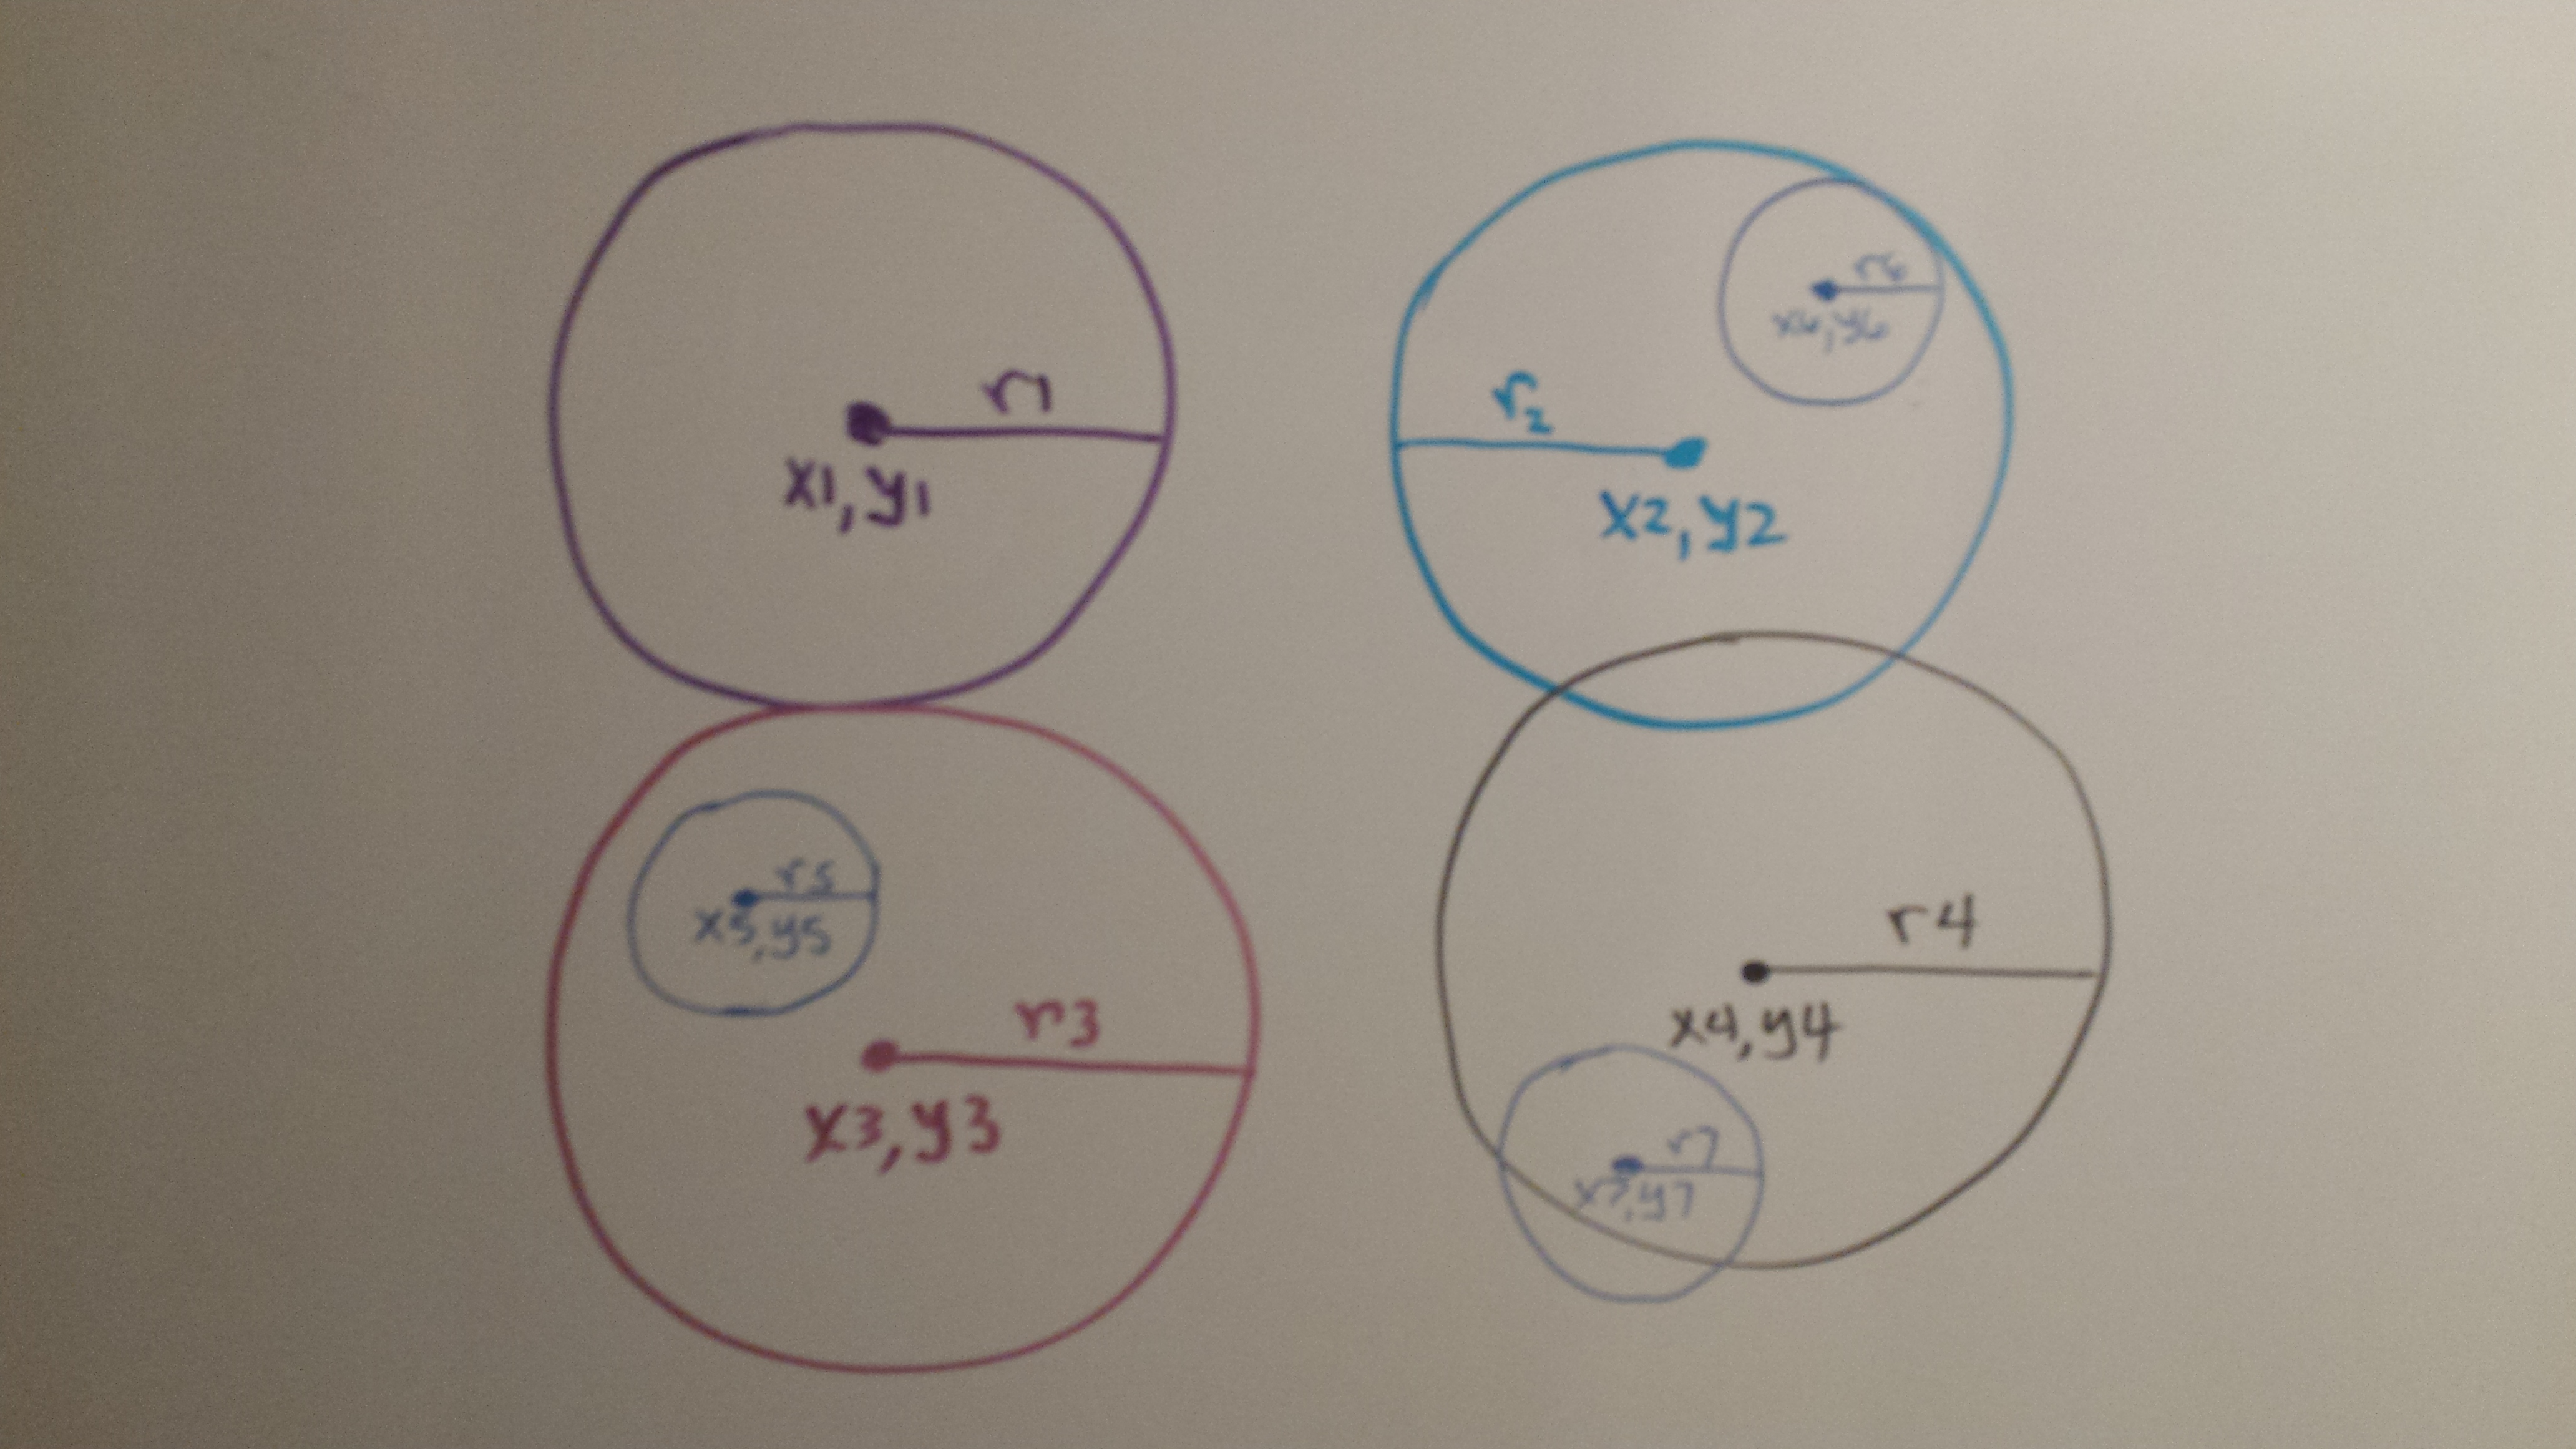 r1
x1,y1
r2
x2,y2
r6
x6,y6
r5
x5,y5
r3
x3,y3
r4
x4,y4
r7
x7,y7